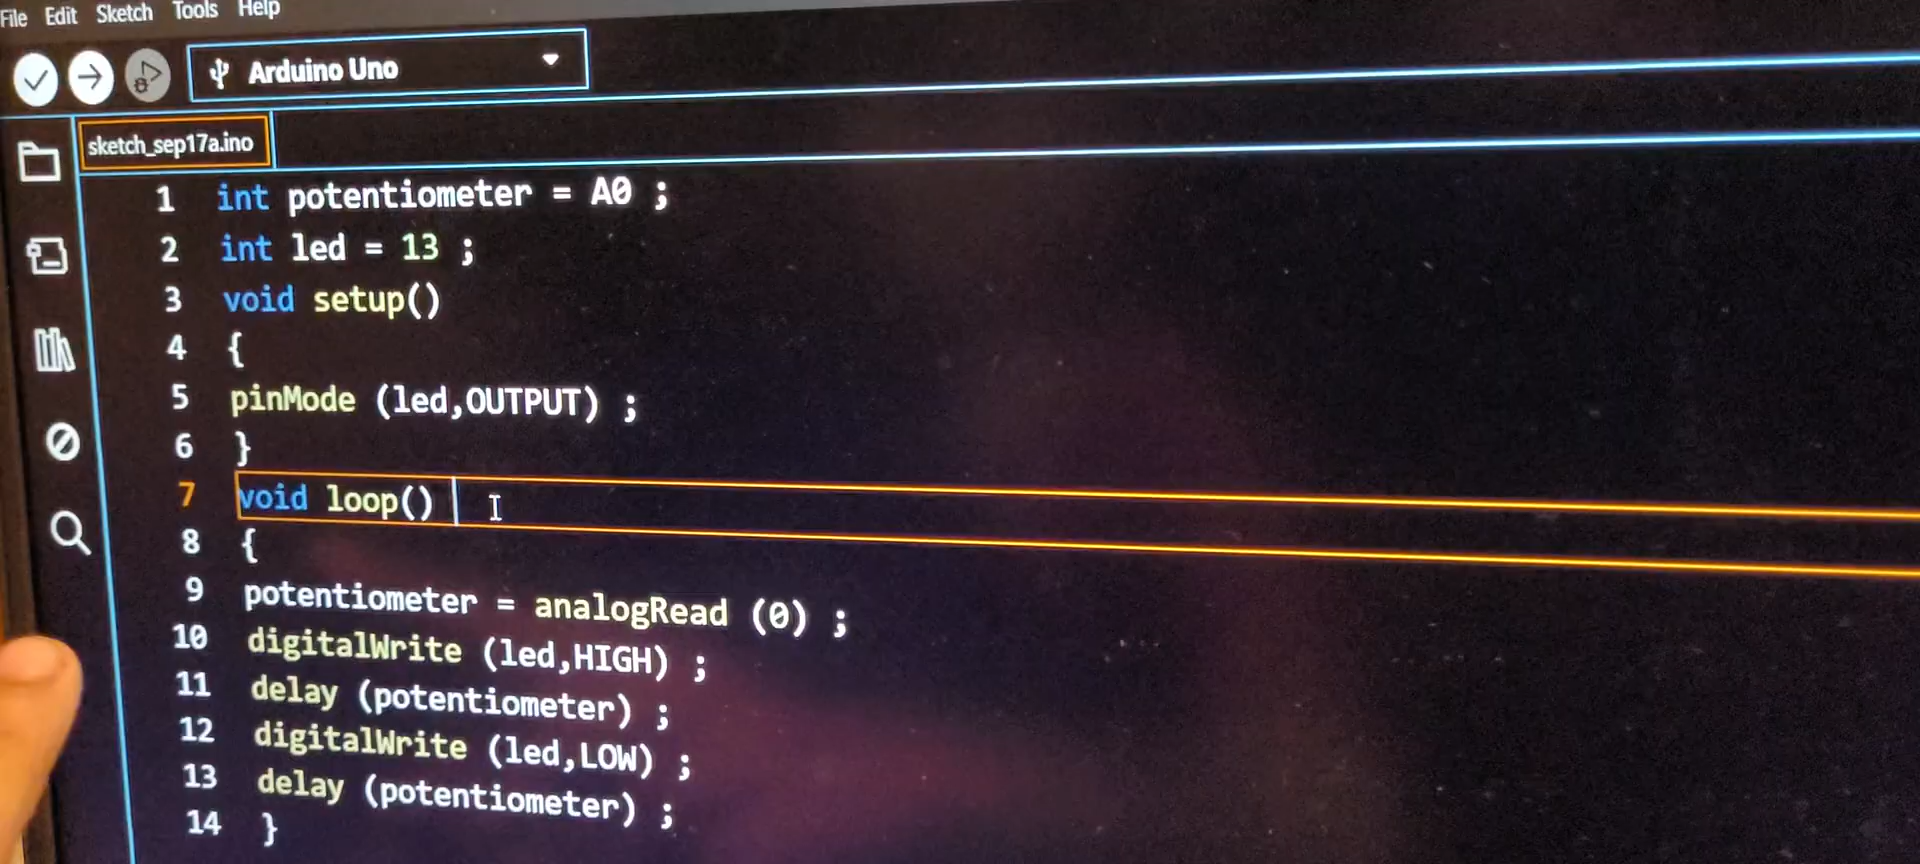 File Edit Sketch Tools Help
Arduino Uno
sketch_sep17a.ino
1 int potentiometer = A0 ;
2 int led = 13 ;
3 void setup()
4 {
5 pinMode (led,OUTPUT) ;
6 }
7 void loop()
8 {
9 potentiometer = analogRead (0) ;
10 digitalWrite (led,HIGH) ;
11 delay (potentiometer) ;
12 digitalWrite (led,LOW) ;
13 delay (potentiometer) ;
14 }